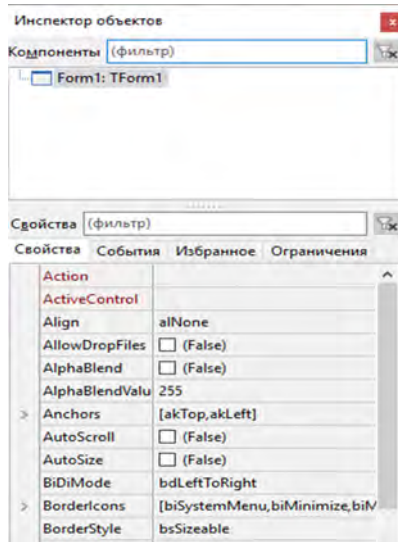 Инспектор объектов
Компоненты (фильтр)
Form1: TForm1
Свойства (фильтр)
Свойства События Избранное Ограничения
Action
ActiveControl
Align alNone
AllowDropFiles (False)
AlphaBlend (False)
AlphaBlendValu 255
Anchors [akTop,akLeft]
AutoScroll (False)
AutoSize (False)
BiDiMode bdLeftToRight
BorderIcons [biSystemMenu,biMinimize,biM
BorderStyle bsSizeable